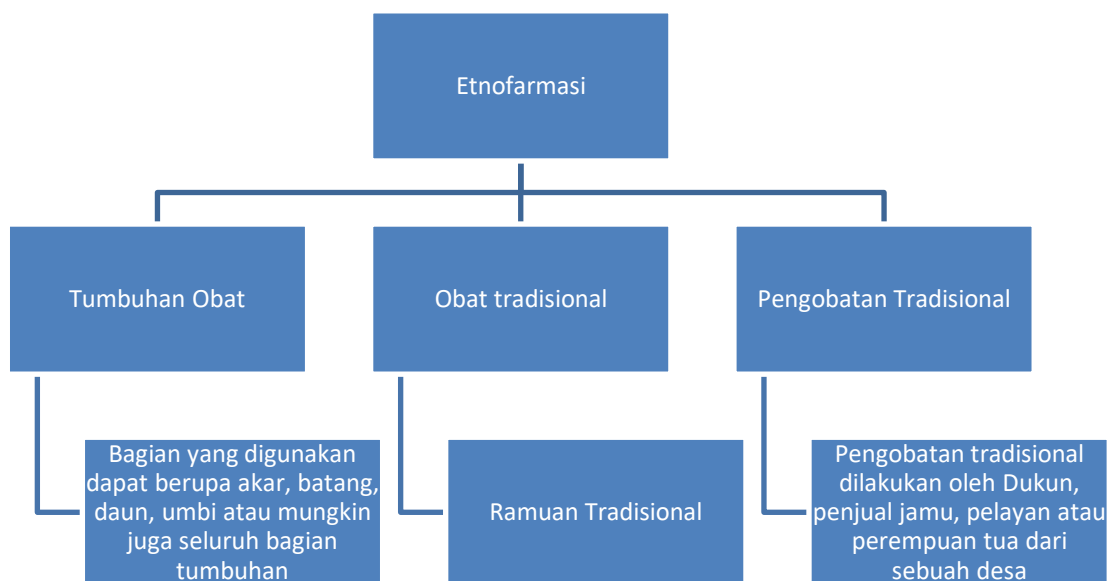 Etnofarmasi
Tumbuhan Obat
Obat tradisional
Pengobatan Tradisional
Bagian yang digunakan
dapat berupa akar, batang,
daun, umbi atau mungkin
juga seluruh bagian
tumbuhan
Ramuan Tradisional
Pengobatan tradisional
dilakukan oleh Dukun,
penjual jamu, pelayan atau
perempuan tua dari
sebuah desa